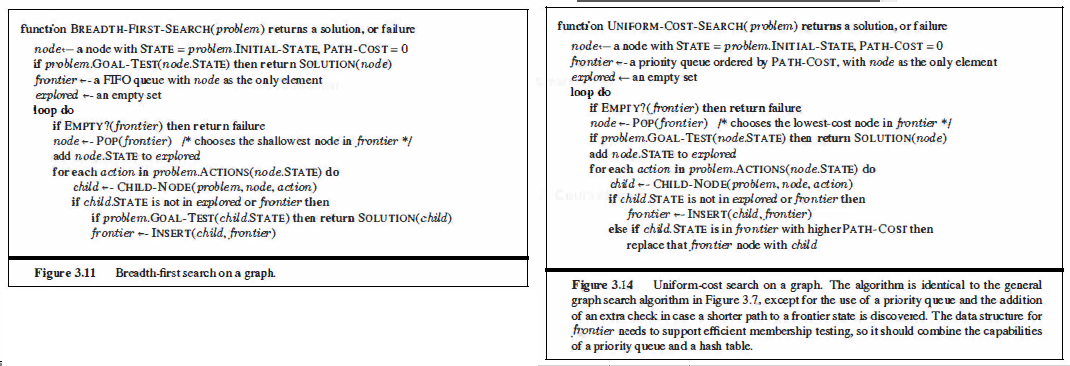 function BREADTH-FIRST-SEARCH(problem) returns a solution, or failure
node ← a node with STATE = problem.INITIAL-STATE, PATH-COST = 0
if problem.GOAL-TEST(node.STATE) then return SOLUTION(node)
frontier ← a FIFO queue with node as the only element
explored ← an empty set
loop do
if EMPTY?(frontier) then return failure
node ← POP(frontier) /* chooses the shallowest node in frontier */
add node.STATE to explored
for each action in problem.ACTIONS(node.STATE) do
child ← CHILD-NODE(problem, node, action)
if child.STATE is not in explored or frontier then
if problem.GOAL-TEST(child.STATE) then return SOLUTION(child)
frontier ← INSERT(child, frontier)
Figure 3.11 Breadth-first search on a graph.
function UNIFORM-COST-SEARCH(problem) returns a solution, or failure
node ← a node with STATE = problem.INITIAL-STATE, PATH-COST = 0
frontier ← a priority queue ordered by PATH-COST, with node as the only element
explored ← an empty set
loop do
if EMPTY?(frontier) then return failure
node ← POP(frontier) /* chooses the lowest-cost node in frontier */
if problem.GOAL-TEST(node.STATE) then return SOLUTION(node)
add node.STATE to explored
for each action in problem.ACTIONS(node.STATE) do
child ← CHILD-NODE(problem, node, action)
if child.STATE is not in explored or frontier then
frontier ← INSERT(child, frontier)
else if child.STATE is in frontier with higher PATH-COST then
replace that frontier node with child
Figure 3.14 Uniform-cost search on a graph. The algorithm is identical to the general
graph search algorithm in Figure 3.7, except for the use of a priority queue and the addition
of an extra check in case a shorter path to a frontier state is discovered. The data structure for
frontier needs to support efficient membership testing, so it should combine the capabilities
of a priority queue and a hash table.